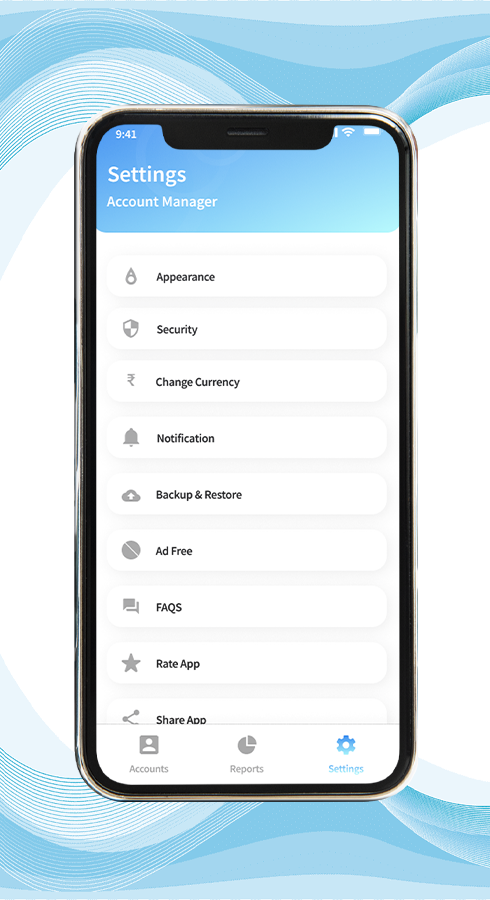 9:41
Settings
Account Manager
Appearance
Security
Change Currency
Notification
Backup & Restore
Ad Free
FAQS
Rate App
Share App
Accounts
Reports
Settings